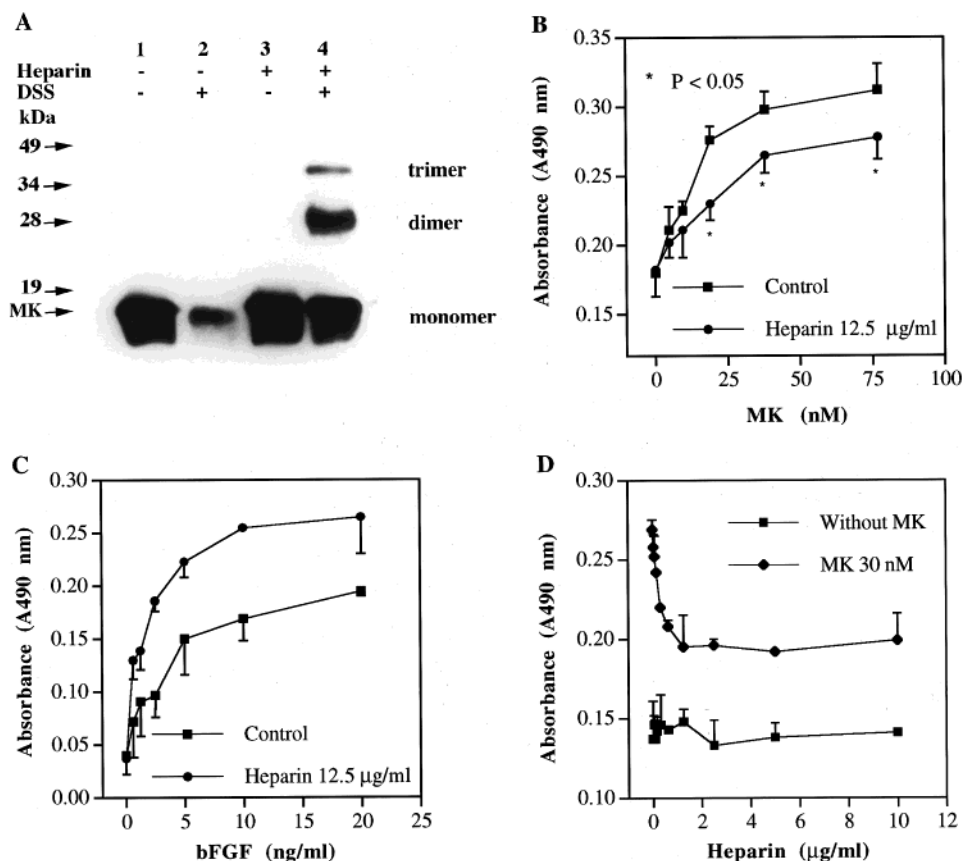 A
1 2 3 4
Heparin - - + +
DSS - + - +
kDa
49
34
28
19
MK
trimer
dimer
monomer
B
* P < 0.05
Absorbance (A490 nm)
0.35
0.30
0.25
0.20
0.15
*
*
*
Control
Heparin 12.5 µg/ml
0 25 50 75 100
MK (nM)
C
Absorbance (A490 nm)
0.30
0.25
0.20
0.15
0.10
0.05
0.00
Control
Heparin 12.5 µg/ml
0 5 10 15 20 25
bFGF (ng/ml)
D
Absorbance (A490 nm)
0.30
0.25
0.20
0.15
0.10
Without MK
MK 30 nM
0 2 4 6 8 10 12
Heparin (µg/ml)